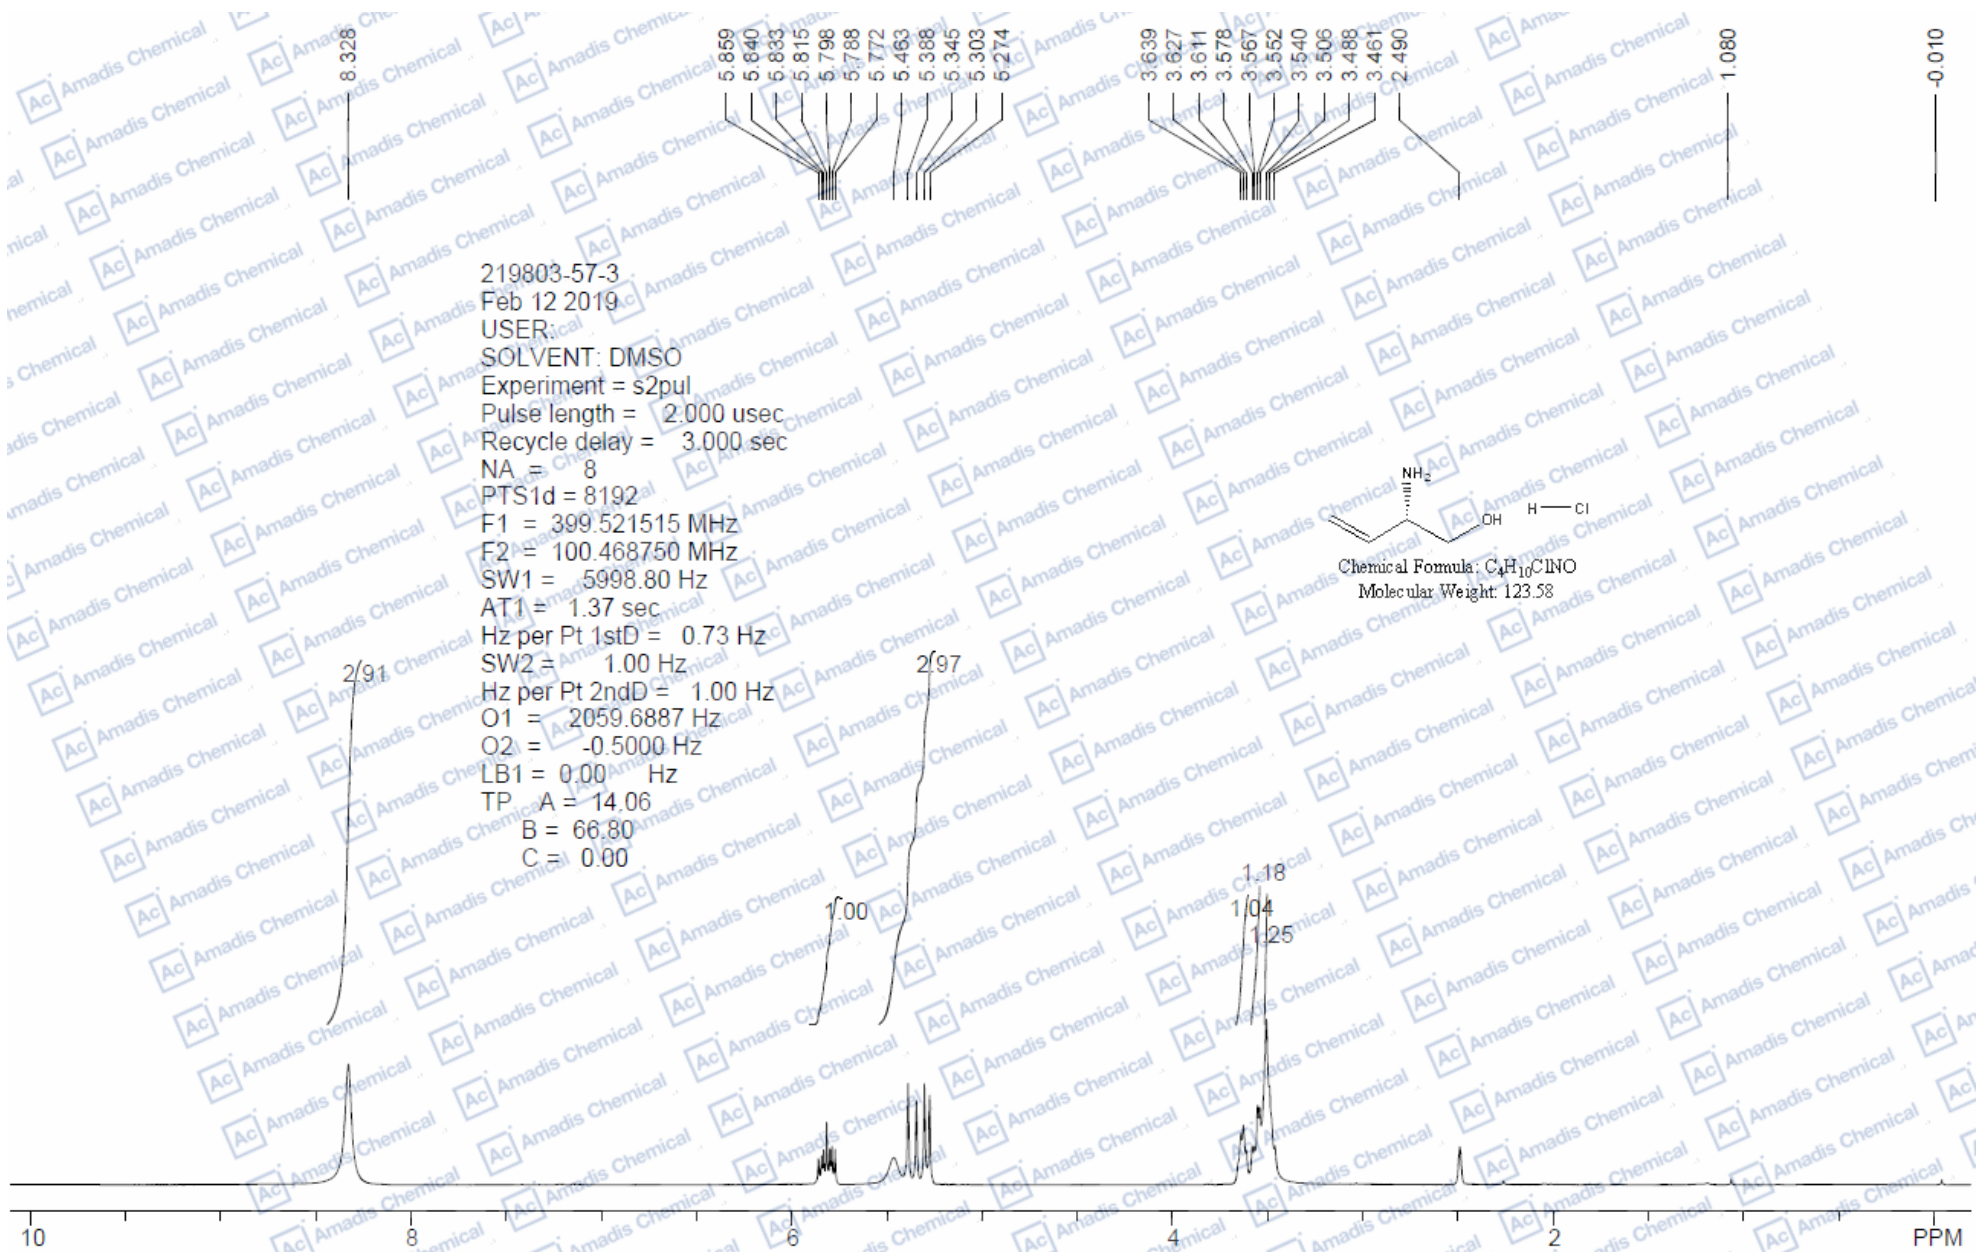 8.328
5.859
5.840
5.833
5.815
5.798
5.788
5.772
5.463
5.388
5.345
5.303
5.274
3.639
3.627
3.611
3.578
3.567
3.552
3.540
3.506
3.488
3.461
2.490
1.080
-0.010
219803-57-3
Feb 12 2019
USER:
SOLVENT: DMSO
Experiment = s2pul
Pulse length = 2.000 usec
Recycle delay = 3.000 sec
NA = 8
PTS1d = 8192
F1 = 399.521515 MHz
F2 = 100.468750 MHz
SW1 = 5998.80 Hz
AT1 = 1.37 sec
Hz per Pt 1stD = 0.73 Hz
SW2 = 1.00 Hz
Hz per Pt 2ndD = 1.00 Hz
O1 = 2059.6887 Hz
O2 = -0.5000 Hz
LB1 = 0.00 Hz
TP A = 14.06
B = 66.80
C = 0.00
NH2
OH
H Cl
Chemical Formula: C4H10ClNO
Molecular Weight: 123.58
2.91
1.00
2.97
1.04
1.18
1.25
10 8 6 4 2 PPM
Ac Amadis Chemical